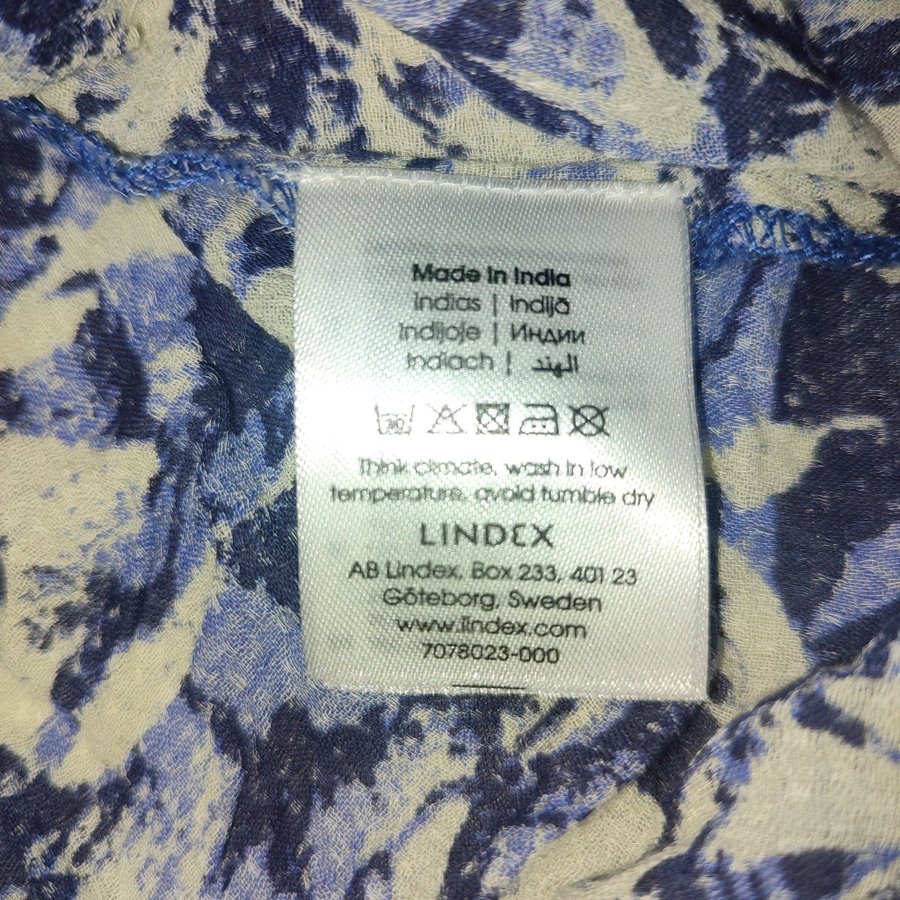 Made in India
Indias | Indijā
Indijoje | Индии
Indiach | الهند
30
Think climate, wash in low
temperature, avoid tumble dry
LINDEX
AB Lindex, Box 233, 401 23
Göteborg, Sweden
www.lindex.com
7078023-000